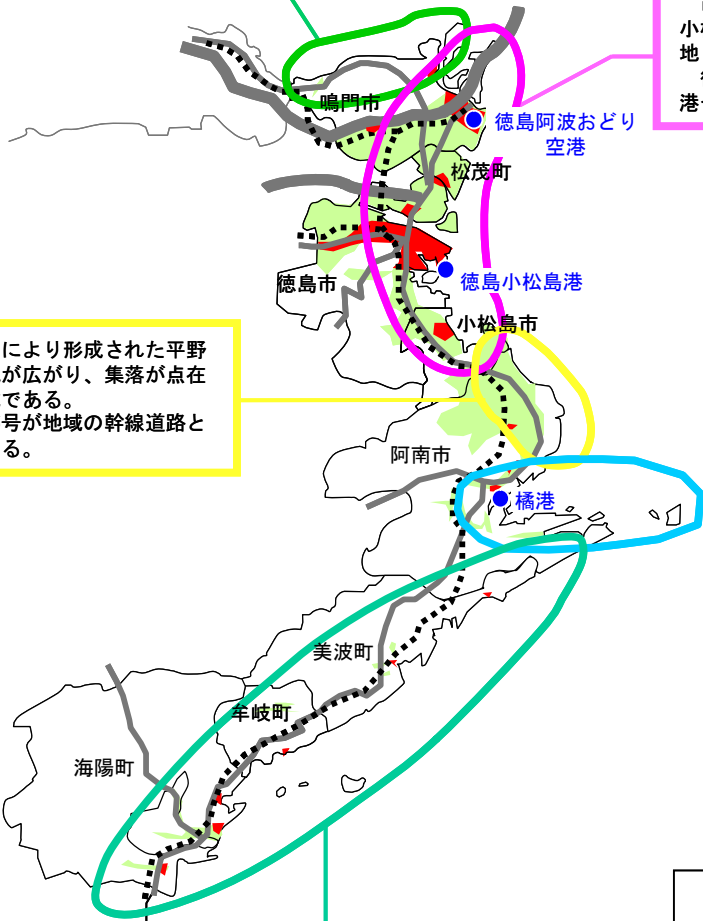 小松
地
港
鳴門市
徳島阿波おどり
空港
松茂町
徳島市
徳島小松島港
小松島市
により形成された平野
が広がり、集落が点在
である。
号が地域の幹線道路と
る。
阿南市
橘港
美波町
牟岐町
海陽町